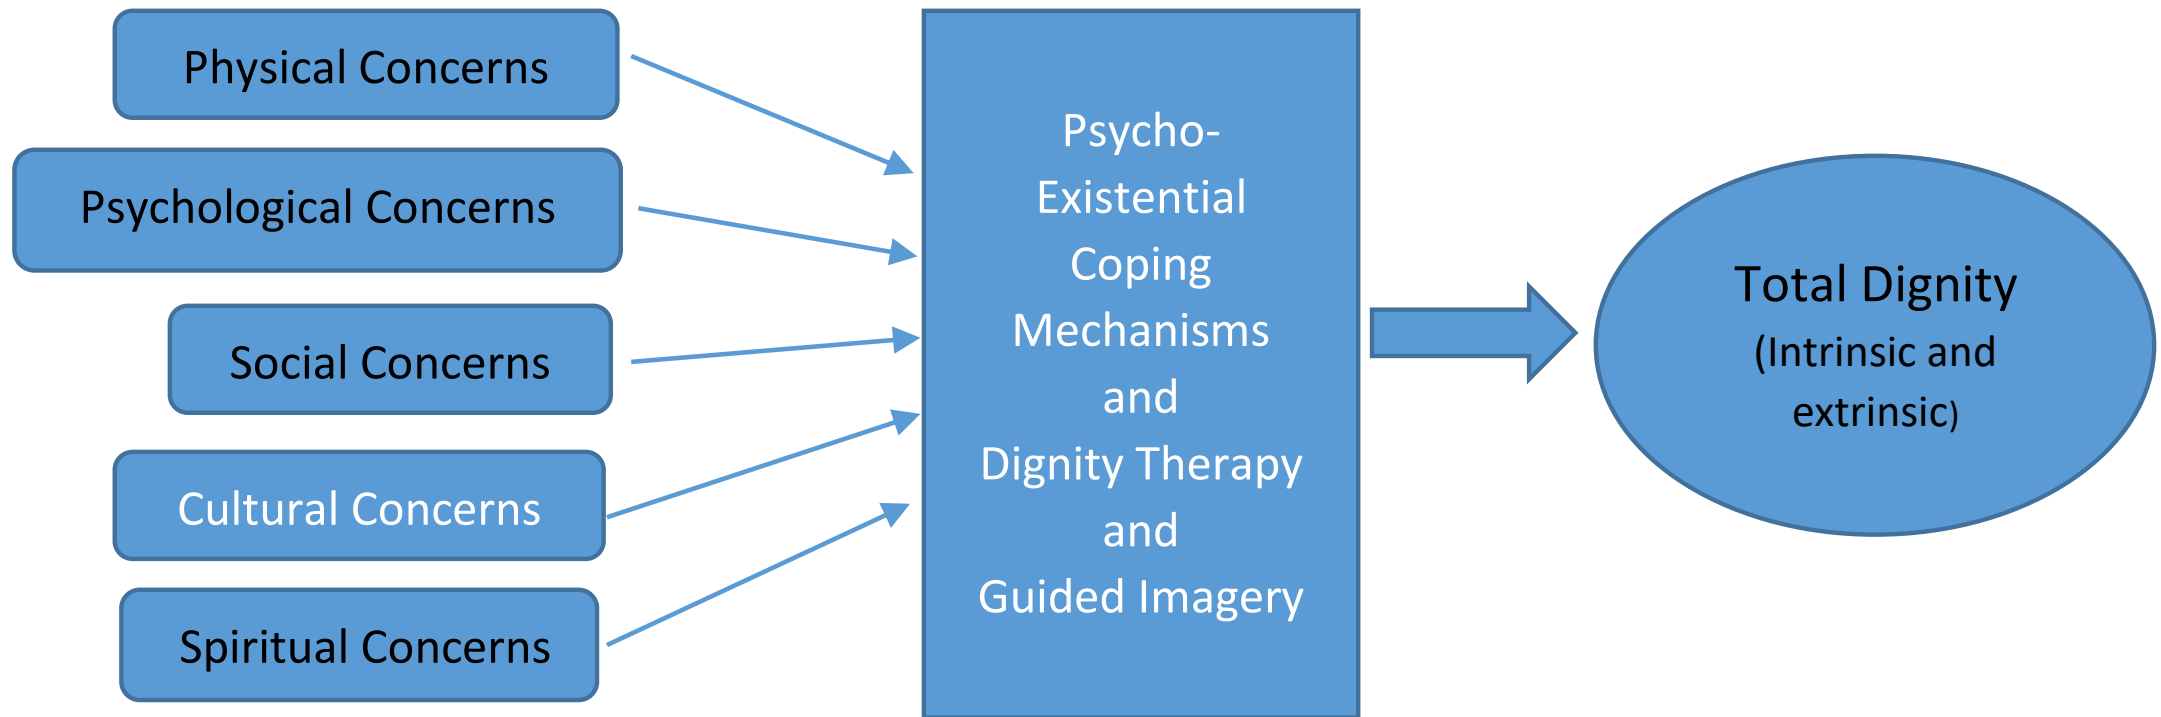 Physical Concerns
Psychological Concerns
Social Concerns
Cultural Concerns
Spiritual Concerns
Psycho-
Existential
Coping
Mechanisms
and
Dignity Therapy
and
Guided Imagery
Total Dignity
(Intrinsic and
extrinsic)